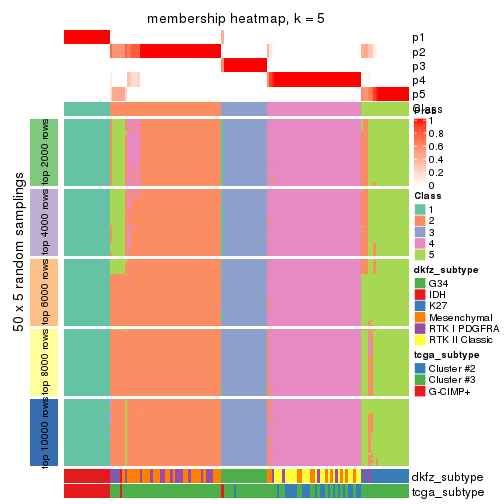 membership heatmap, k = 5
p1
p2
p3
p4
p5
Class
Prob
1
0.8
0.6
0.4
0.2
0
Class
1
2
3
4
5
dkfz_subtype
G34
IDH
K27
Mesenchymal
RTK I PDGFRA
RTK II Classic
tcga_subtype
Cluster #2
Cluster #3
G-CIMP+
50 x 5 random samplings
top 2000 rows
top 4000 rows
top 6000 rows
top 8000 rows
top 10000 rows
dkfz_subtype
tcga_subtype